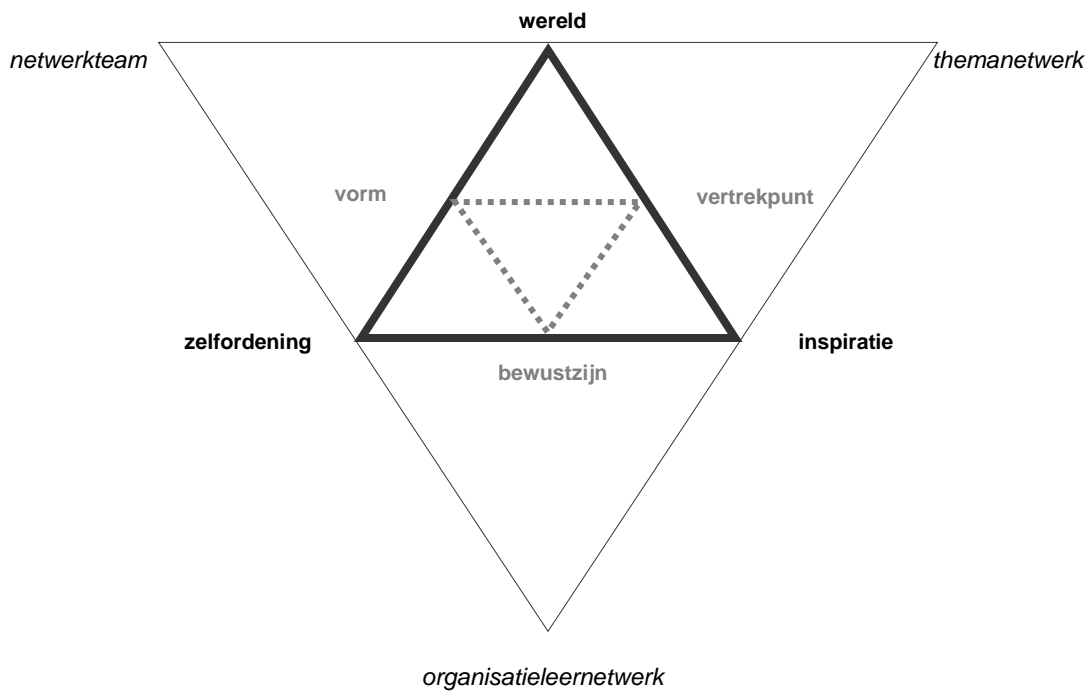 wereld
netwerkteam
themanetwerk
vorm
vertrekpunt
zelfordening
inspiratie
bewustzijn
organisatieleernetwerk